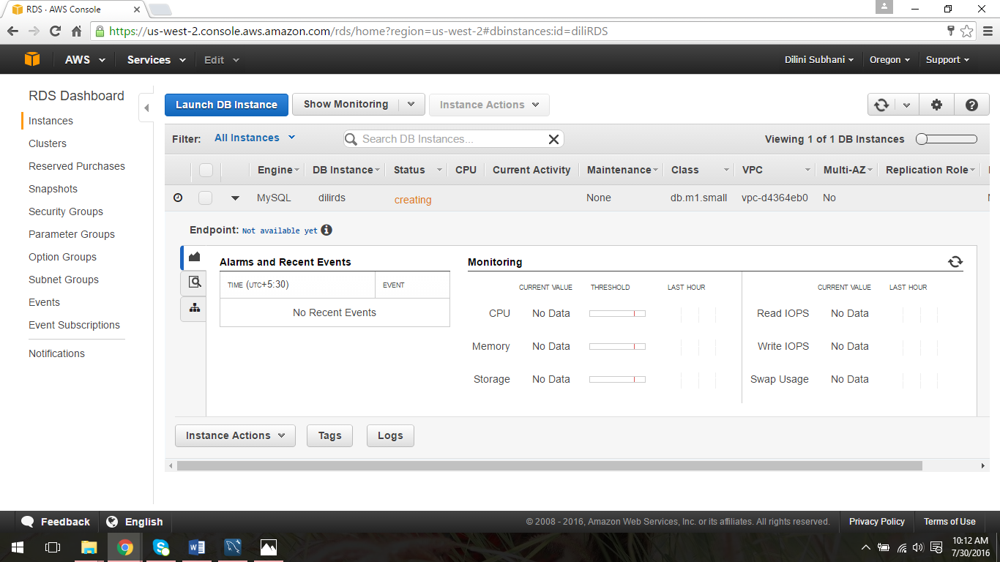 RDS · AWS Console
https://us-west-2.console.aws.amazon.com/rds/home?region=us-west-2#dbinstances:id=diliRDS
AWS Services Edit Dilini Subhani Oregon Support
RDS Dashboard
Instances
Clusters
Reserved Purchases
Snapshots
Security Groups
Parameter Groups
Option Groups
Subnet Groups
Events
Event Subscriptions
Notifications
Launch DB Instance Show Monitoring Instance Actions
Filter: All Instances Search DB Instances... Viewing 1 of 1 DB Instances
Engine DB Instance Status CPU Current Activity Maintenance Class VPC Multi-AZ Replication Role
MySQL dilirds creating None db.m1.small vpc-d4364eb0 No
Endpoint: Not available yet
Alarms and Recent Events
TIME (UTC+5:30) EVENT
No Recent Events
Monitoring
CURRENT VALUE THRESHOLD LAST HOUR CURRENT VALUE LAST HOUR
CPU No Data Read IOPS No Data
Memory No Data Write IOPS No Data
Storage No Data Swap Usage No Data
Instance Actions Tags Logs
Feedback English © 2008 - 2016, Amazon Web Services, Inc. or its affiliates. All rights reserved. Privacy Policy Terms of Use
10:12 AM
7/30/2016